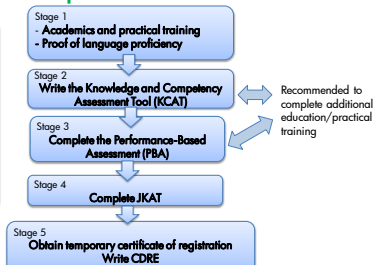 Stage 1
- Academics and practical training
- Proof of language proficiency
Stage 2
Write the Knowledge and Competency
Assessment Tool (KCAT)
Recommended to
complete additional
education/practical
training
Stage 3
Complete the Performance-Based
Assessment (PBA)
Stage 4
Complete JKAT
Stage 5
Obtain temporary certificate of registration
Write CDRE